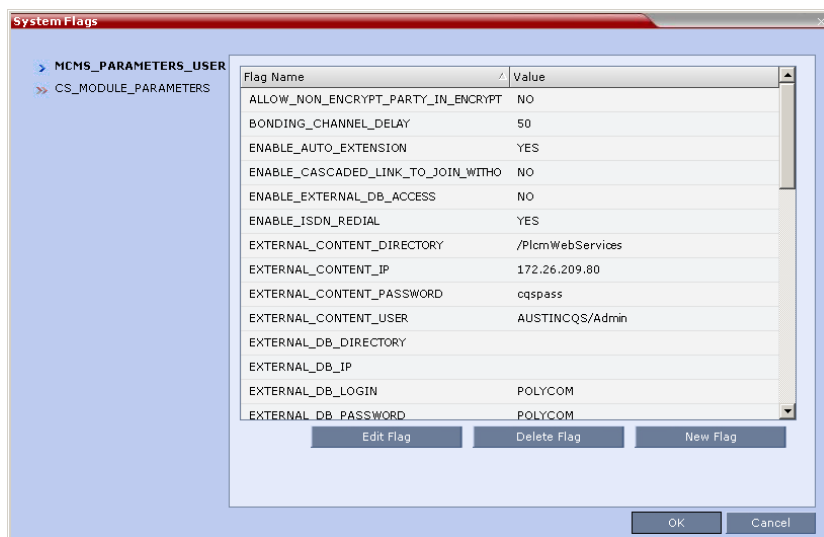 System Flags
MCMS_PARAMETERS_USER
CS_MODULE_PARAMETERS
Flag Name Value
ALLOW_NON_ENCRYPT_PARTY_IN_ENCRYPT NO
BONDING_CHANNEL_DELAY 50
ENABLE_AUTO_EXTENSION YES
ENABLE_CASCADED_LINK_TO_JOIN_WITHO NO
ENABLE_EXTERNAL_DB_ACCESS NO
ENABLE_ISDN_REDIAL YES
EXTERNAL_CONTENT_DIRECTORY /PlcmWebServices
EXTERNAL_CONTENT_IP 172.26.209.80
EXTERNAL_CONTENT_PASSWORD cqspass
EXTERNAL_CONTENT_USER AUSTINCQS/Admin
EXTERNAL_DB_DIRECTORY
EXTERNAL_DB_IP
EXTERNAL_DB_LOGIN POLYCOM
EXTERNAL_DB_PASSWORD POLYCOM
Edit Flag Delete Flag New Flag
OK Cancel